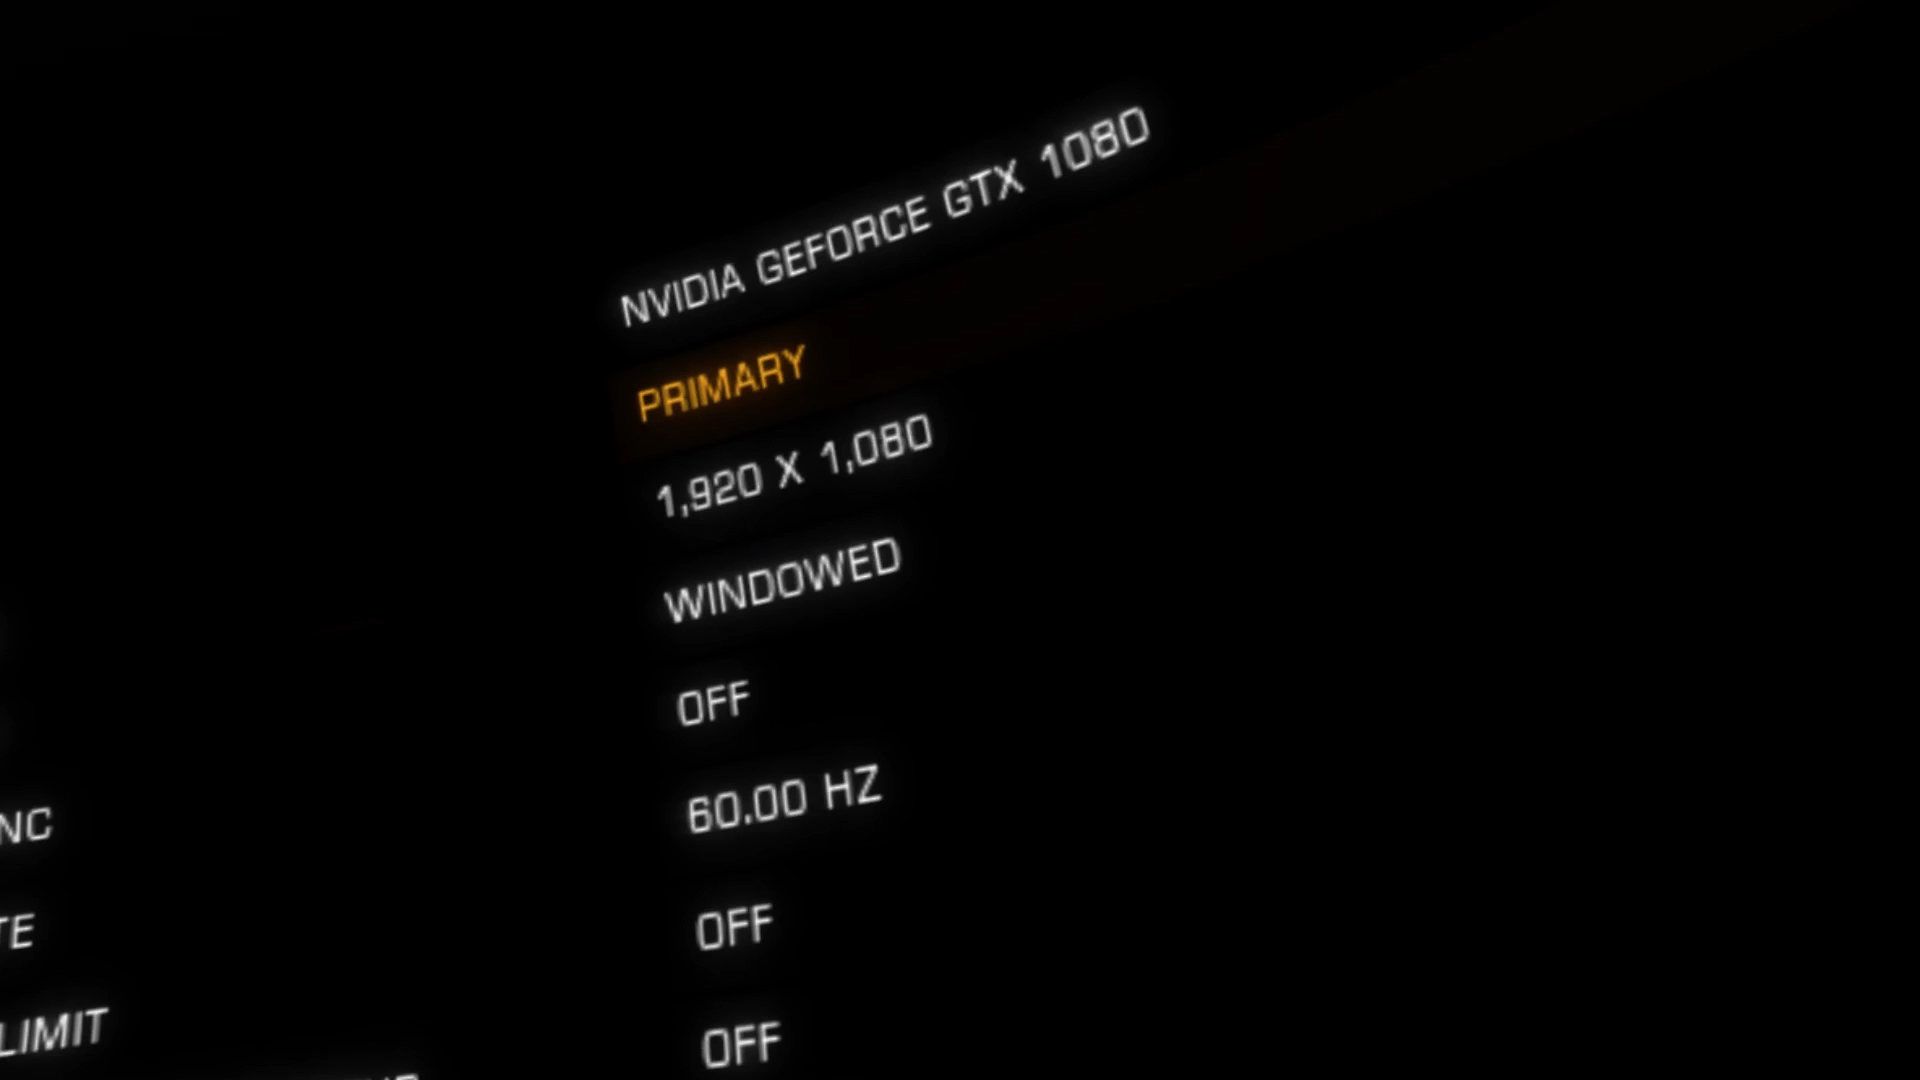 NVIDIA GEFORCE GTX 1080
PRIMARY
1,920 X 1,080
WINDOWED
OFF
NC 60.00 HZ
TE OFF
LIMIT OFF